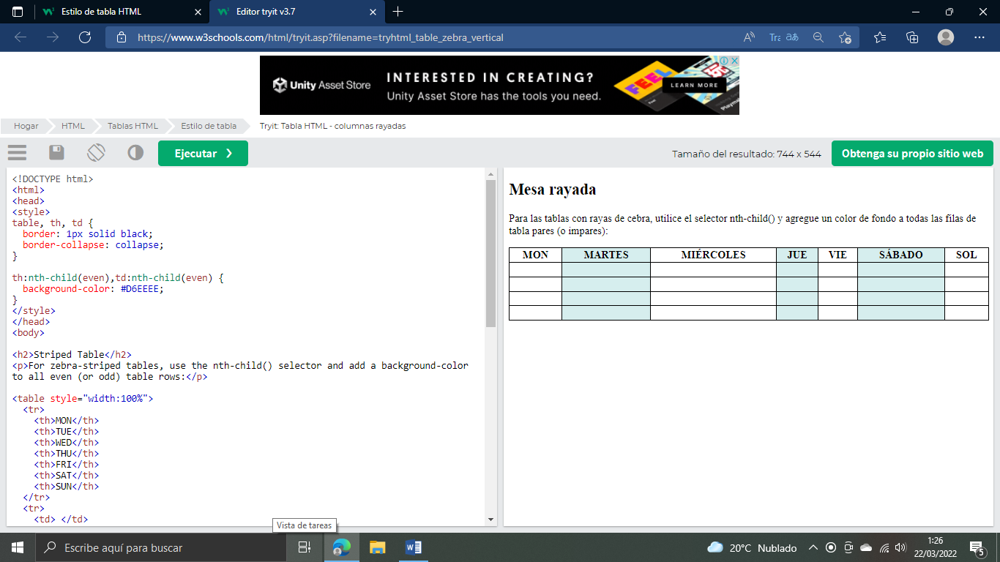 Estilo de tabla HTML
Editor tryit v3.7
https://www.w3schools.com/html/tryit.asp?filename=tryhtml_table_zebra_vertical
Unity Asset Store
INTERESTED IN CREATING?
Unity Asset Store has the tools you need.
FEEL
LEARN MORE
Hogar
HTML
Tablas HTML
Estilo de tabla
Tryit: Tabla HTML - columnas rayadas
Ejecutar ❯
Tamaño del resultado: 744 x 544
Obtenga su propio sitio web
<!DOCTYPE html>
<html>
<head>
<style>
table, th, td {
  border: 1px solid black;
  border-collapse: collapse;
}
th:nth-child(even),td:nth-child(even) {
  background-color: #D6EEEE;
}
</style>
</head>
<body>
<h2>Striped Table</h2>
<p>For zebra-striped tables, use the nth-child() selector and add a background-color
to all even (or odd) table rows:</p>
<table style="width:100%">
  <tr>
    <th>MON</th>
    <th>TUE</th>
    <th>WED</th>
    <th>THU</th>
    <th>FRI</th>
    <th>SAT</th>
    <th>SUN</th>
  </tr>
  <tr>
    <td> </td>
Mesa rayada
Para las tablas con rayas de cebra, utilice el selector nth-child() y agregue un color de fondo a todas las filas de
tabla pares (o impares):
MON MARTES MIÉRCOLES JUE VIE SÁBADO SOL
Vista de tareas
Escribe aquí para buscar
20°C Nublado
1:26
22/03/2022
5